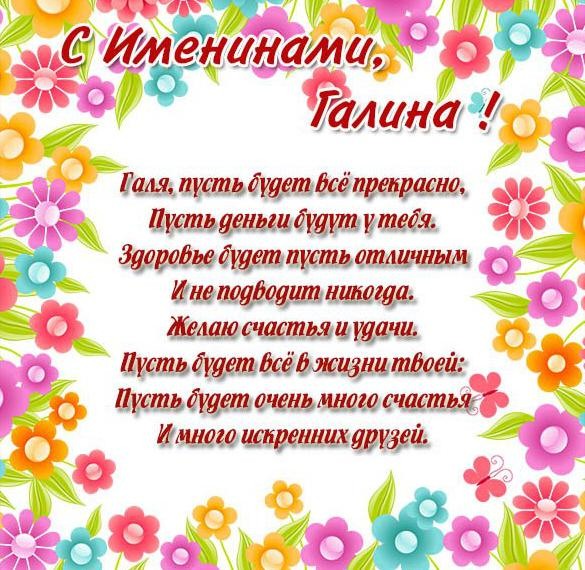 С Именинами,
Галина !
Галя, пусть будет всё прекрасно,
Пусть деньги будут у тебя.
Здоровье будет пусть отличным
И не подводит никогда.
Желаю счастья и удачи.
Пусть будет всё в жизни твоей:
Пусть будет очень много счастья
И много искренних друзей.